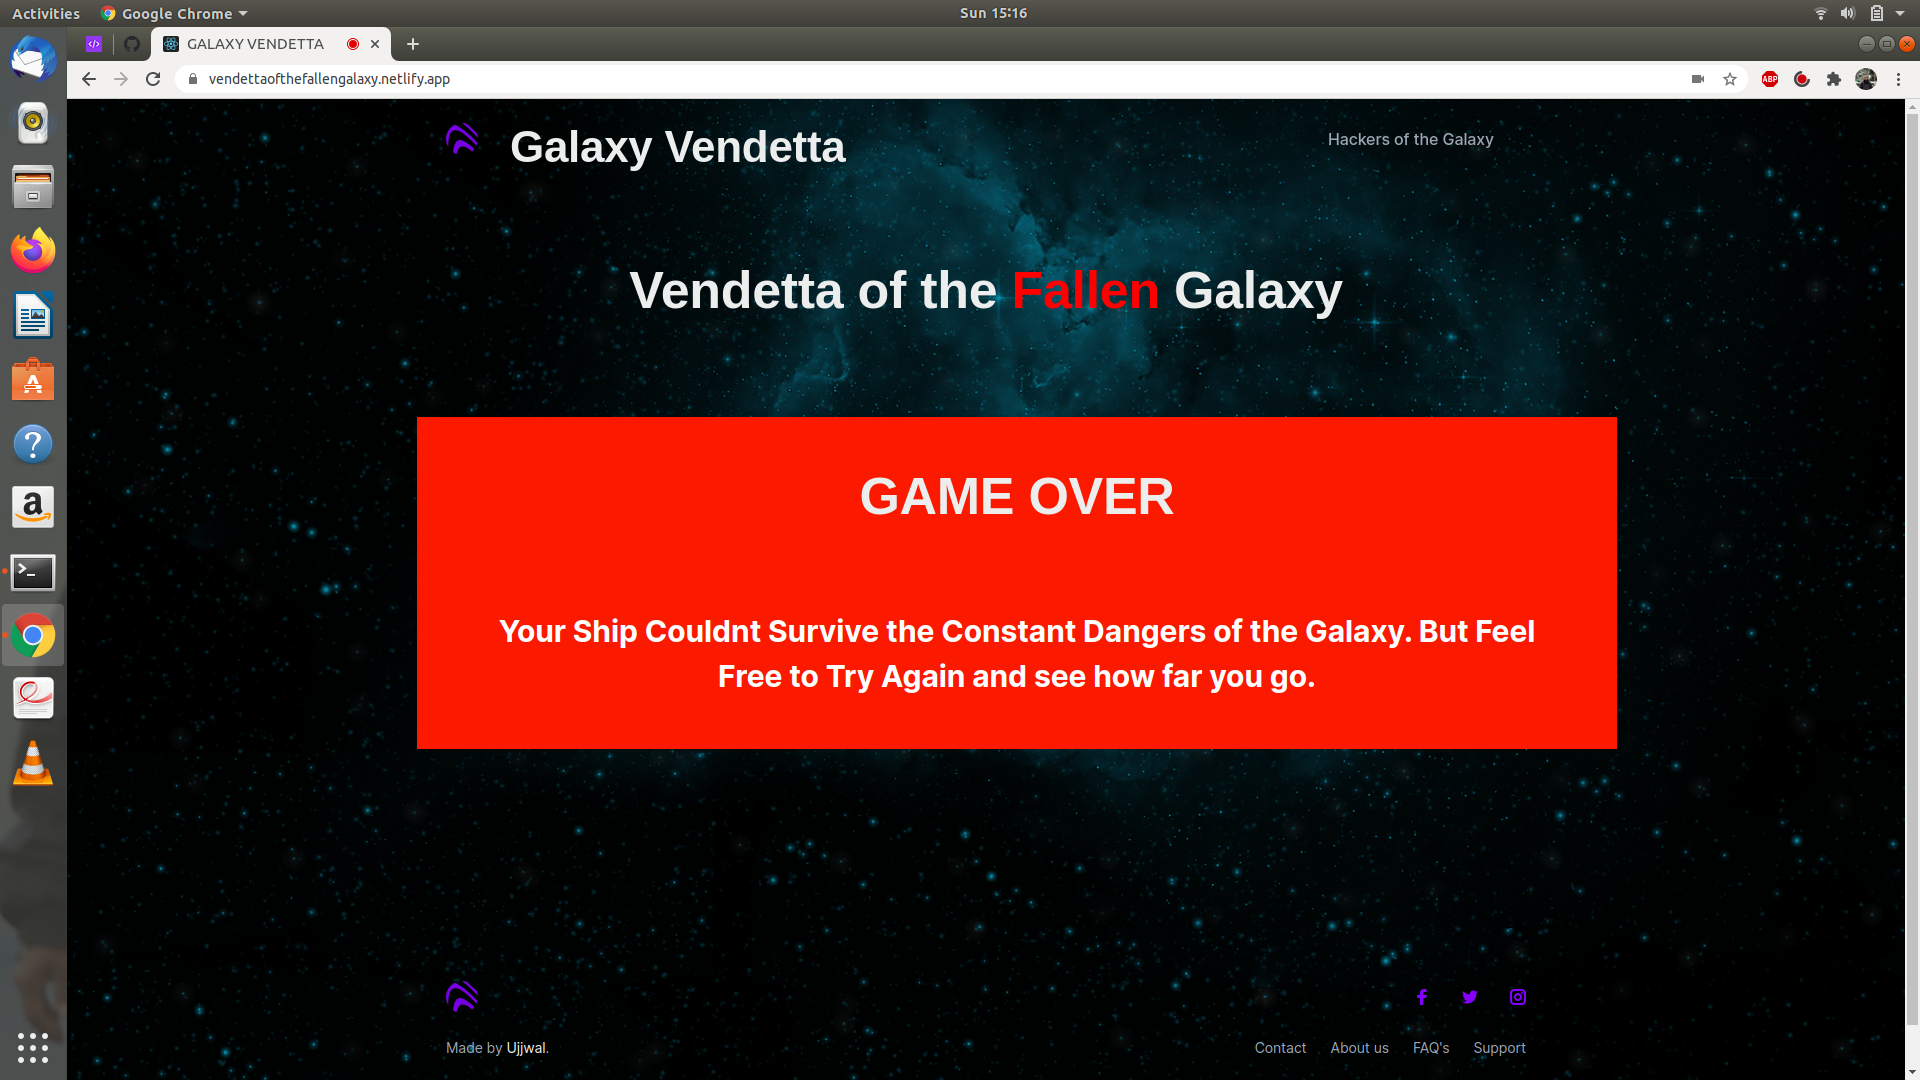 Activities Google Chrome Sun 15:16
GALAXY VENDETTA
vendettaofthefallengalaxy.netlify.app ABP
Galaxy Vendetta Hackers of the Galaxy
Vendetta of the Fallen Galaxy
GAME OVER
Your Ship Couldnt Survive the Constant Dangers of the Galaxy. But Feel
Free to Try Again and see how far you go.
Made by Ujjwal. Contact About us FAQ's Support